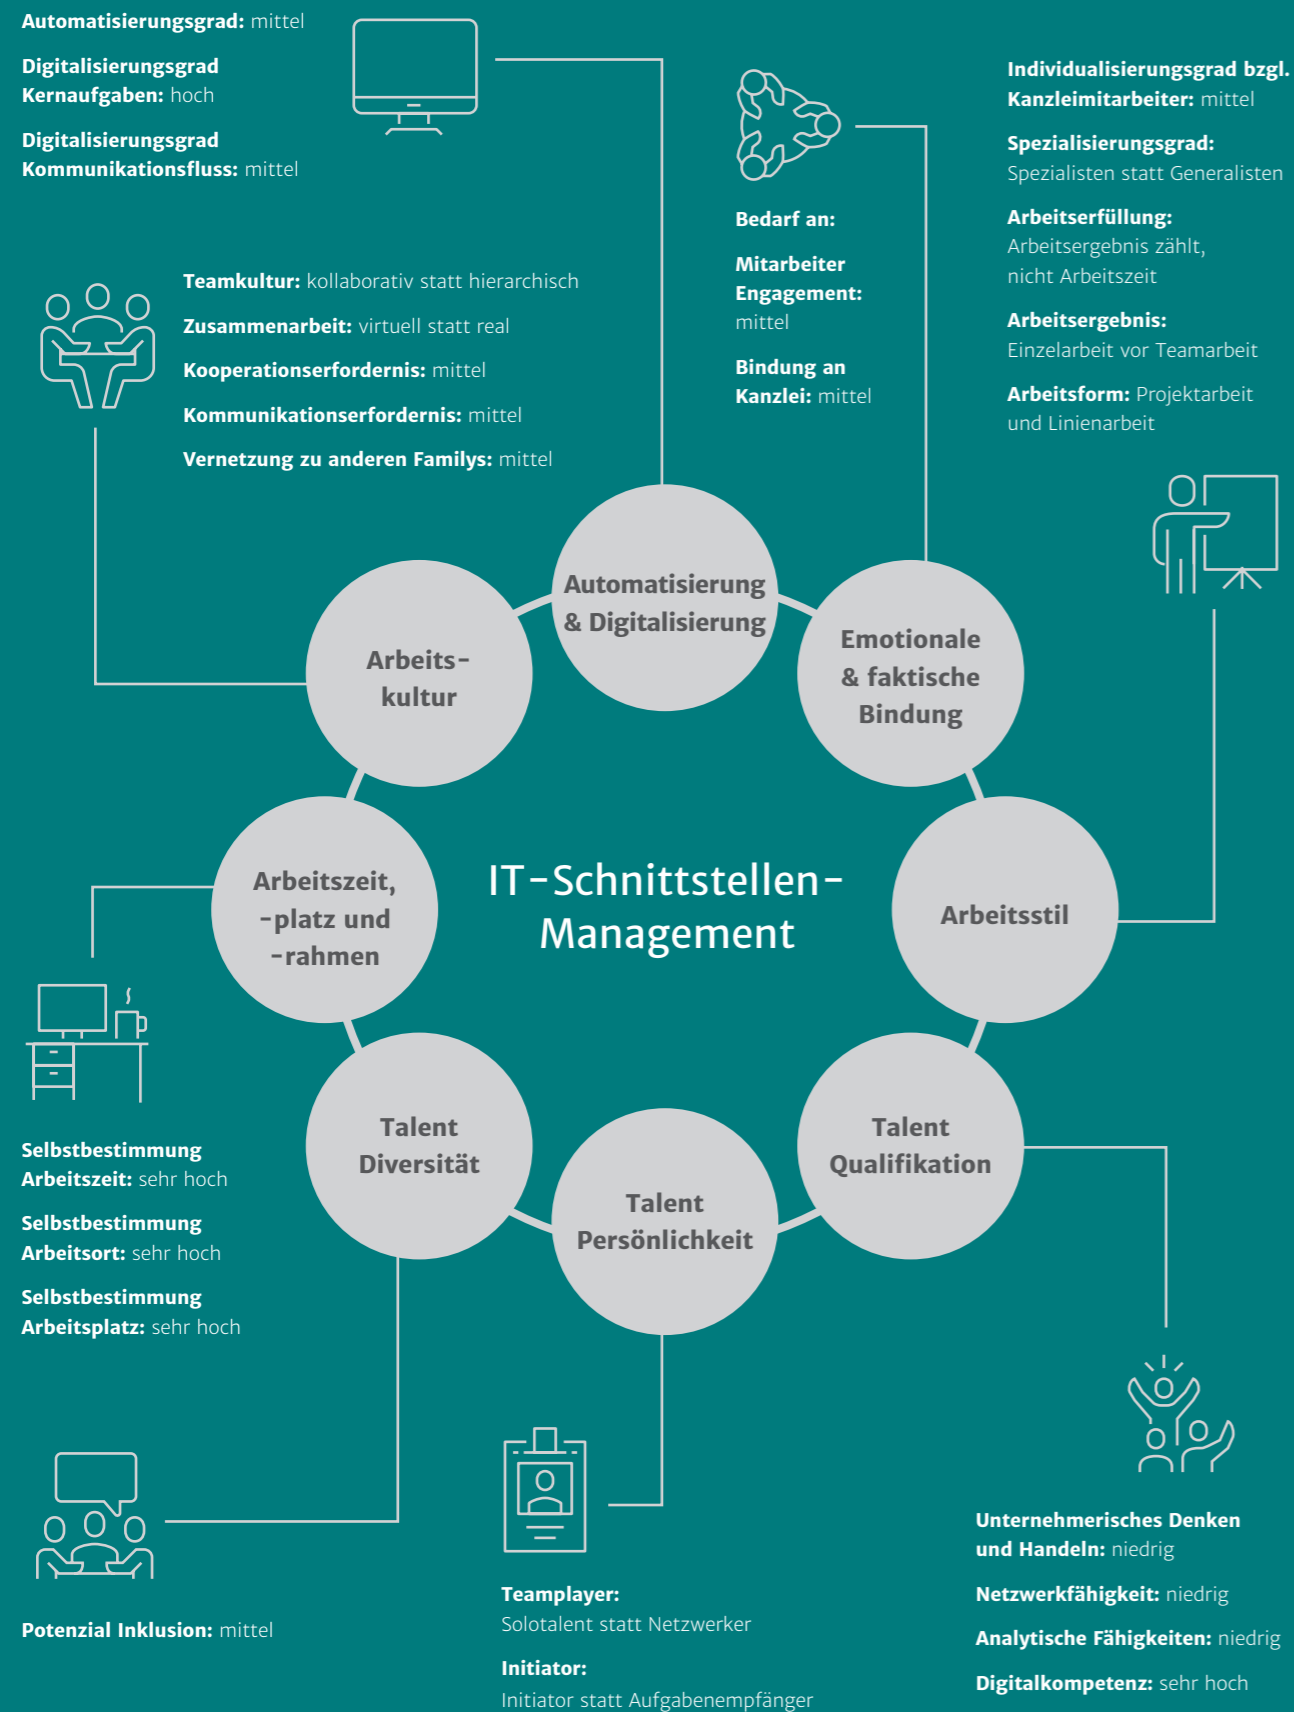 Automatisierungsgrad: mittel
Digitalisierungsgrad
Kernaufgaben: hoch
Digitalisierungsgrad
Kommunikationsfluss: mittel
Individualisierungsgrad bzgl.
Kanzleimitarbeiter: mittel
Spezialisierungsgrad:
Spezialisten statt Generalisten
Arbeitserfüllung:
Arbeitsergebnis zählt,
nicht Arbeitszeit
Arbeitsergebnis:
Einzelarbeit vor Teamarbeit
Arbeitsform: Projektarbeit
und Linienarbeit
Bedarf an:
Mitarbeiter
Engagement:
mittel
Bindung an
Kanzlei: mittel
Teamkultur: kollaborativ statt hierarchisch
Zusammenarbeit: virtuell statt real
Kooperationserfordernis: mittel
Kommunikationserfordernis: mittel
Vernetzung zu anderen Familys: mittel
Automatisierung
& Digitalisierung
Emotionale
& faktische
Bindung
Arbeits-
kultur
Arbeitszeit,
-platz und
-rahmen
IT-Schnittstellen-
Management
Arbeitsstil
Talent
Diversität
Talent
Persönlichkeit
Talent
Qualifikation
Selbstbestimmung
Arbeitszeit: sehr hoch
Selbstbestimmung
Arbeitsort: sehr hoch
Selbstbestimmung
Arbeitsplatz: sehr hoch
Potenzial Inklusion: mittel
Teamplayer:
Solotalent statt Netzwerker
Initiator:
Initiator statt Aufgabenempfänger
Unternehmerisches Denken
und Handeln: niedrig
Netzwerkfähigkeit: niedrig
Analytische Fähigkeiten: niedrig
Digitalkompetenz: sehr hoch